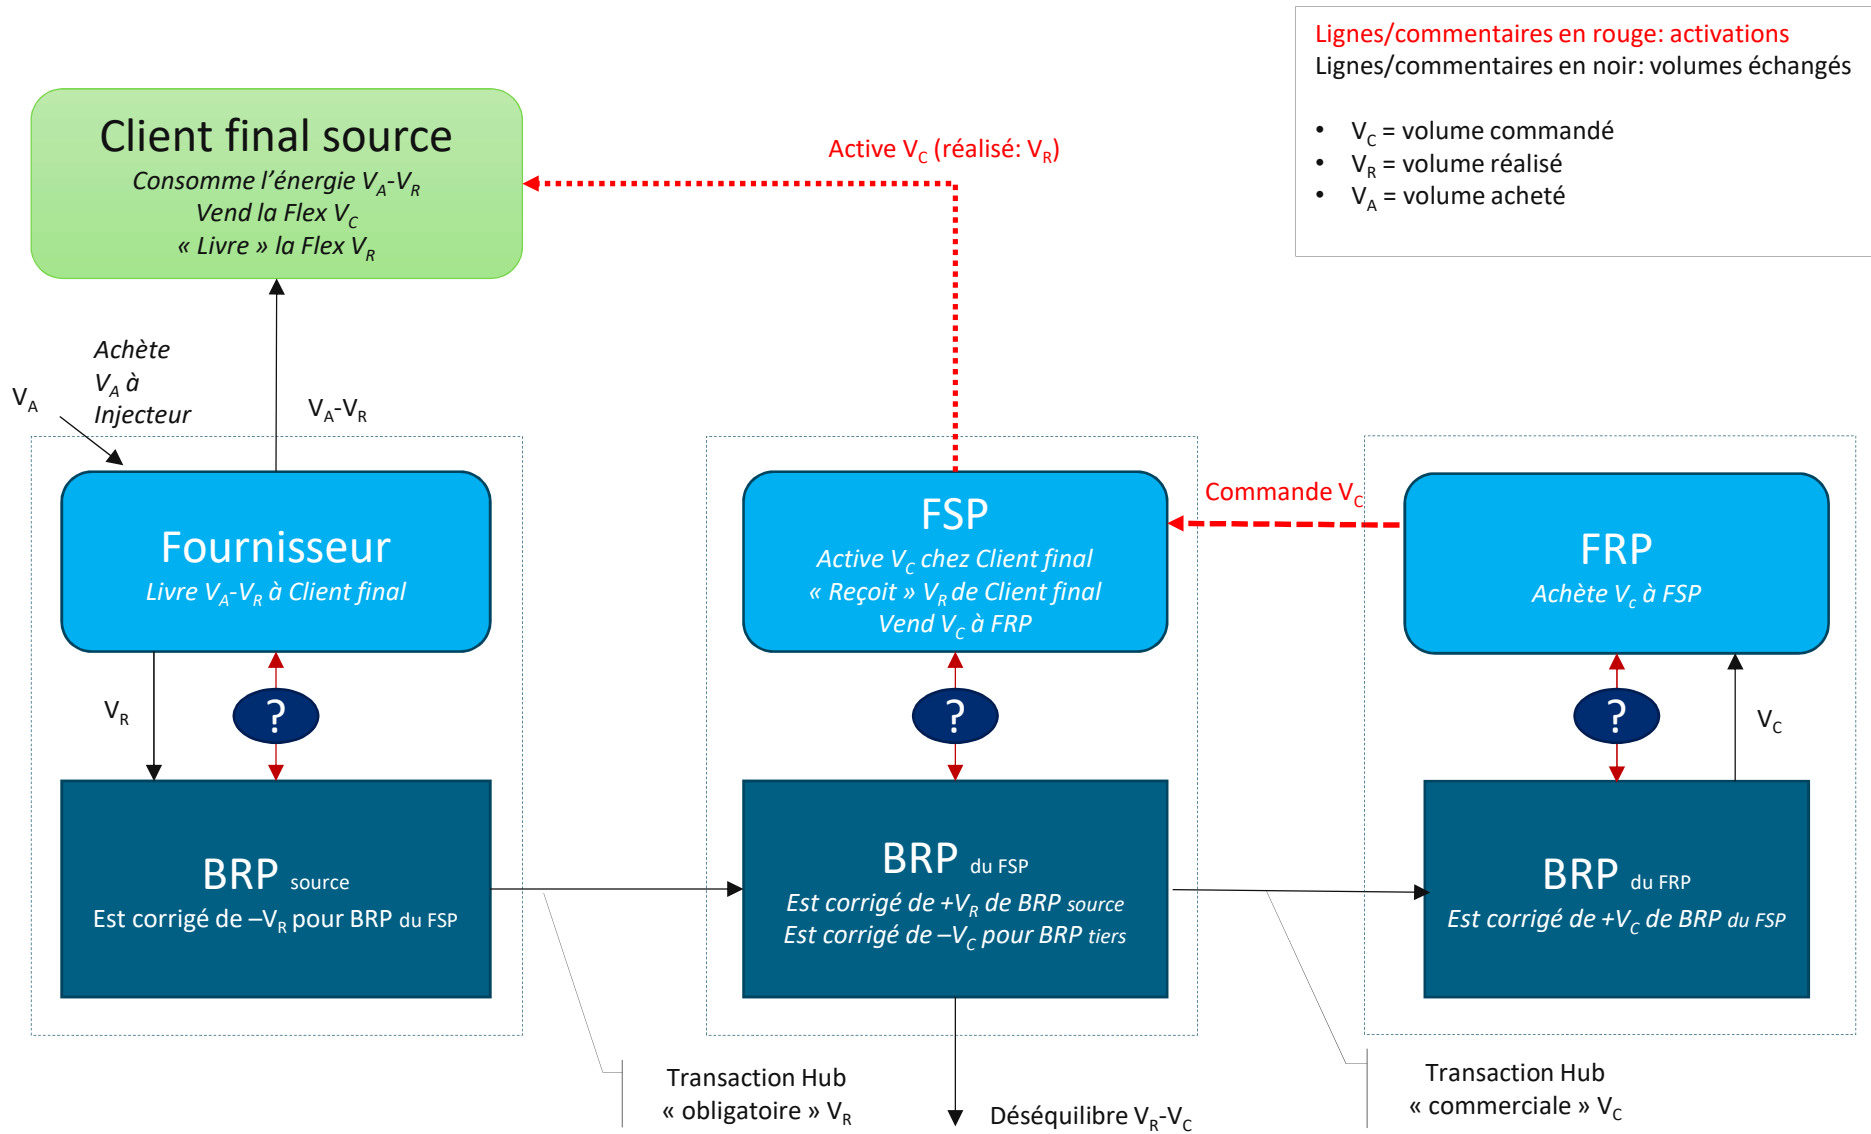 Lignes/commentaires en rouge: activations
Lignes/commentaires en noir: volumes échangés
• VC = volume commandé
• VR = volume réalisé
• VA = volume acheté
Client final source
Consomme l’énergie VA-VR
Vend la Flex VC
« Livre » la Flex VR
Active VC (réalisé: VR)
Achète
VA à
Injecteur
VA
VA-VR
Fournisseur
Livre VA-VR à Client final
FSP
Active VC chez Client final
« Reçoit » VR de Client final
Vend VC à FRP
Commande VC
FRP
Achète Vc à FSP
VR
?
?
?
VC
BRP source
Est corrigé de –VR pour BRP du FSP
BRP du FSP
Est corrigé de +VR de BRP source
Est corrigé de –VC pour BRP tiers
BRP du FRP
Est corrigé de +VC de BRP du FSP
Transaction Hub
« obligatoire » VR
Déséquilibre VR-VC
Transaction Hub
« commerciale » VC